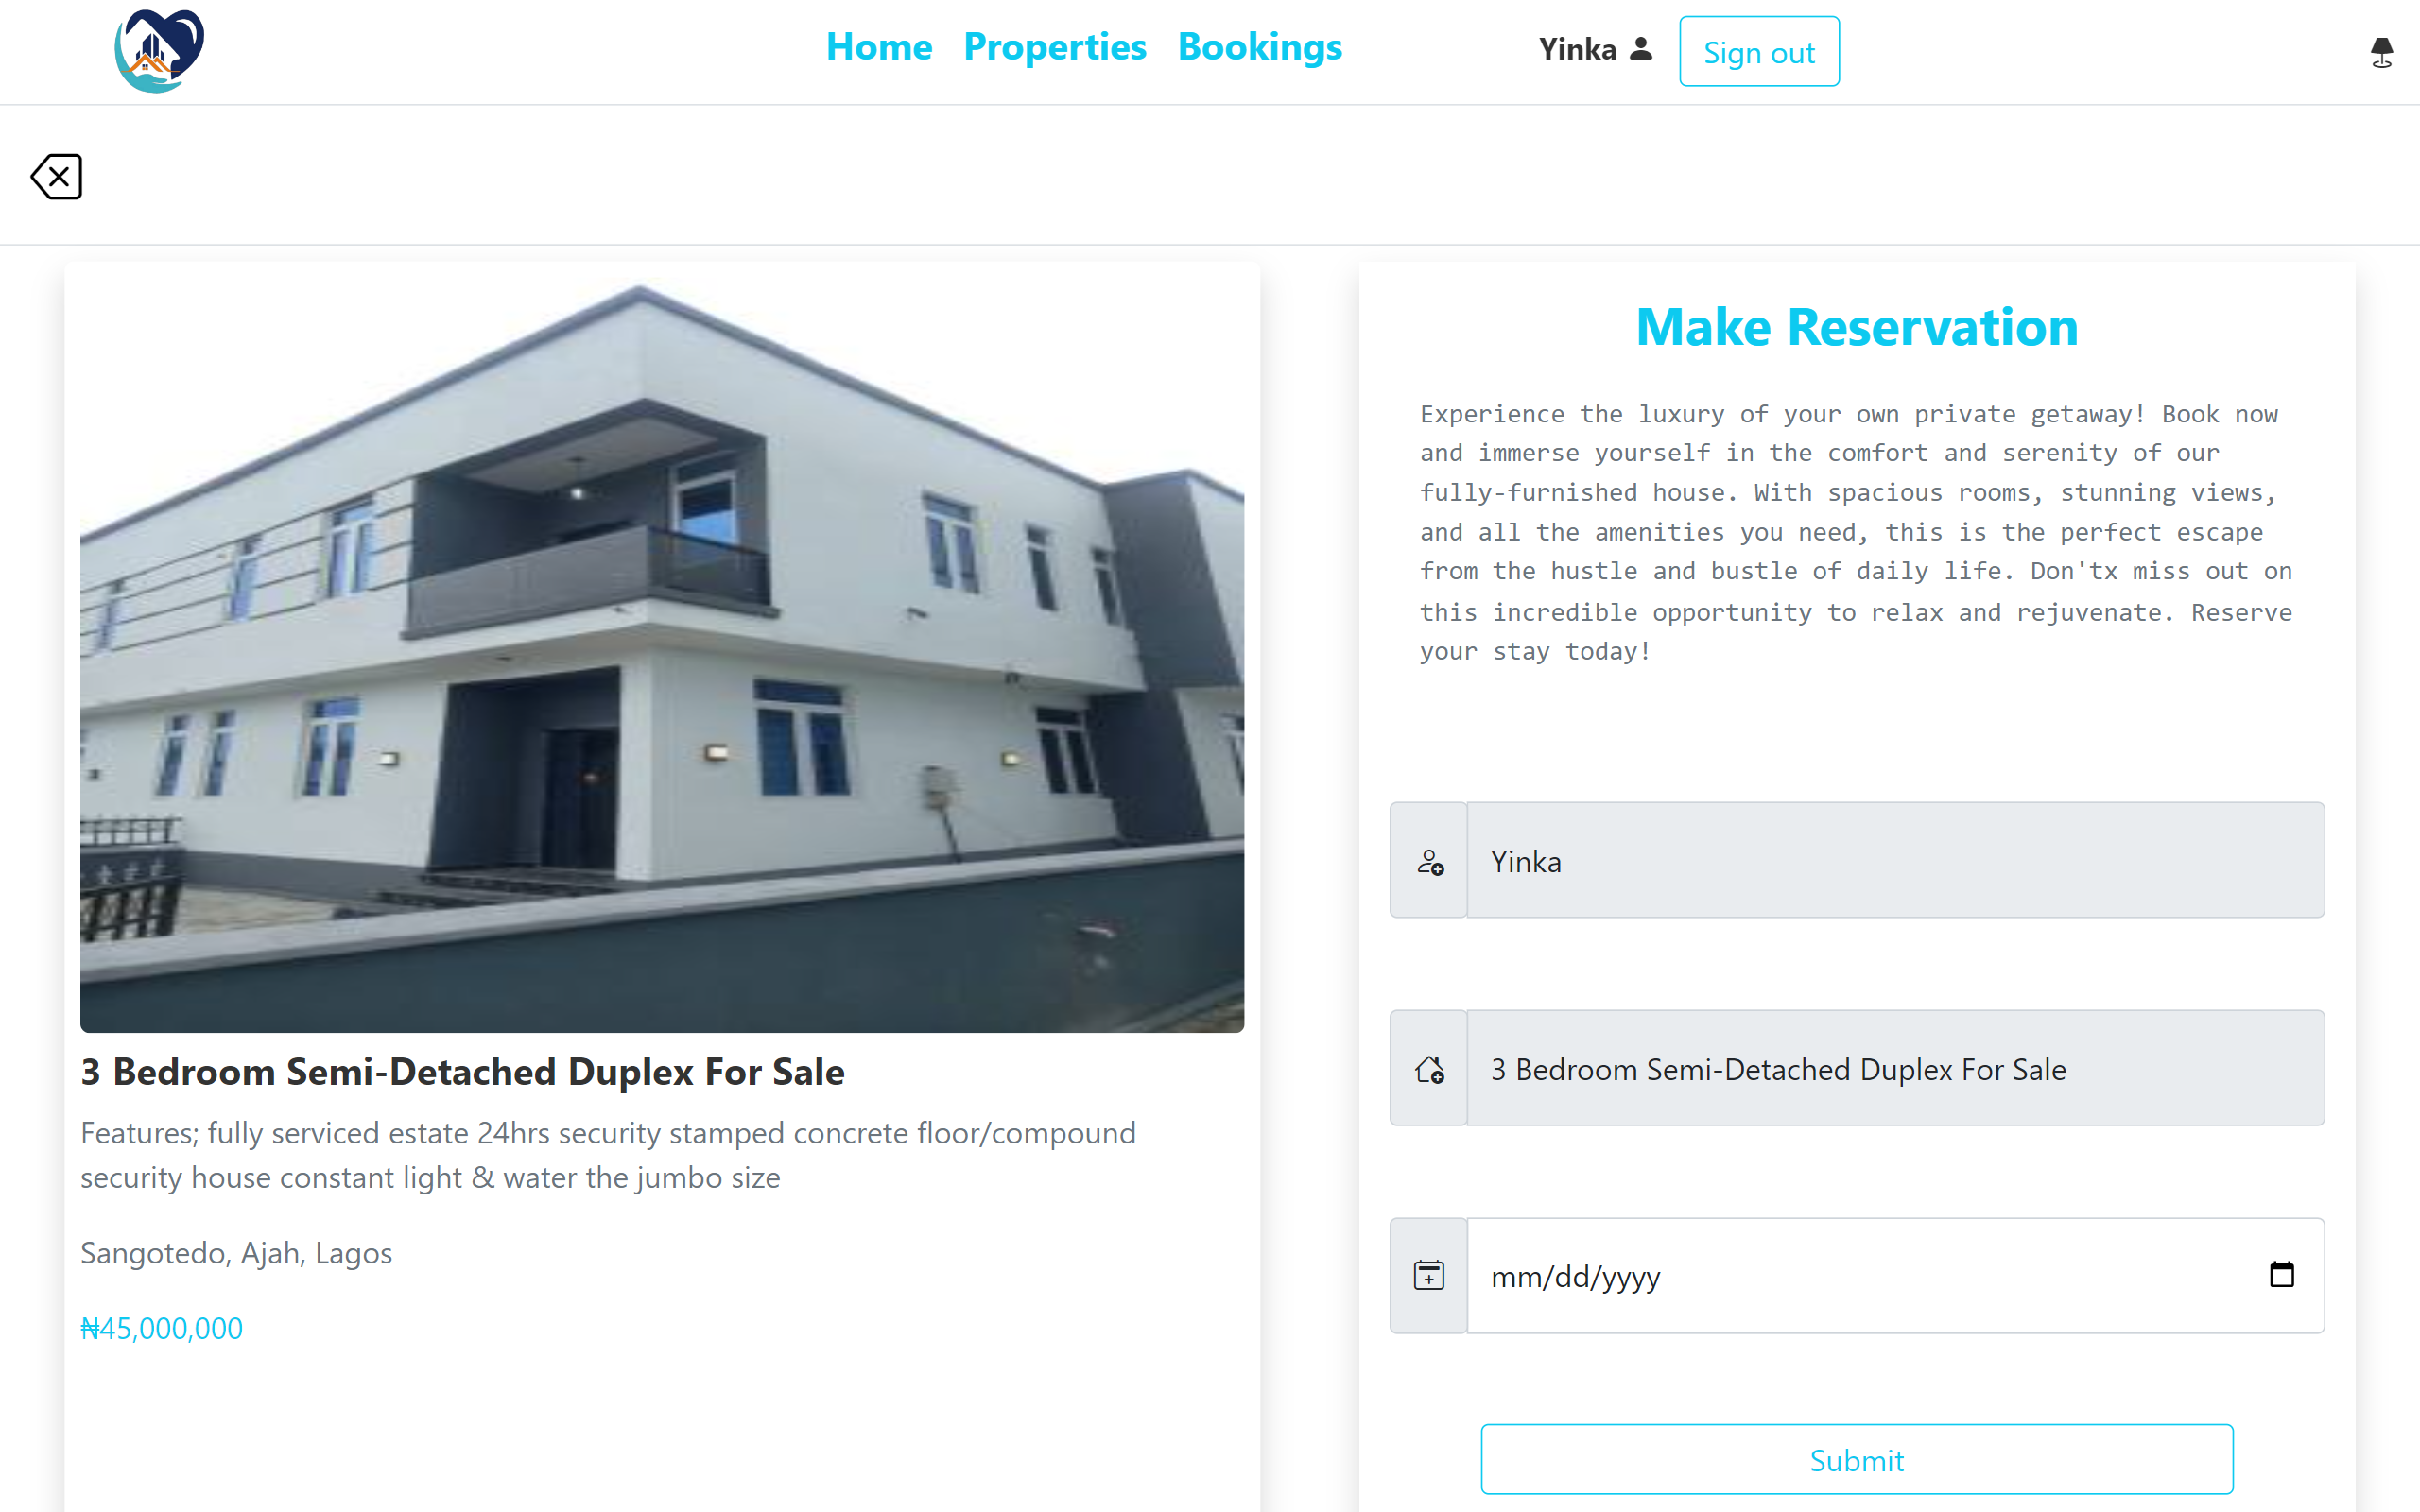 Home Properties Bookings Yinka Sign out
3 Bedroom Semi-Detached Duplex For Sale
Features; fully serviced estate 24hrs security stamped concrete floor/compound
security house constant light & water the jumbo size
Sangotedo, Ajah, Lagos
₦45,000,000
Make Reservation
Experience the luxury of your own private getaway! Book now
and immerse yourself in the comfort and serenity of our
fully-furnished house. With spacious rooms, stunning views,
and all the amenities you need, this is the perfect escape
from the hustle and bustle of daily life. Don'tx miss out on
this incredible opportunity to relax and rejuvenate. Reserve
your stay today!
Yinka
3 Bedroom Semi-Detached Duplex For Sale
mm/dd/yyyy
Submit